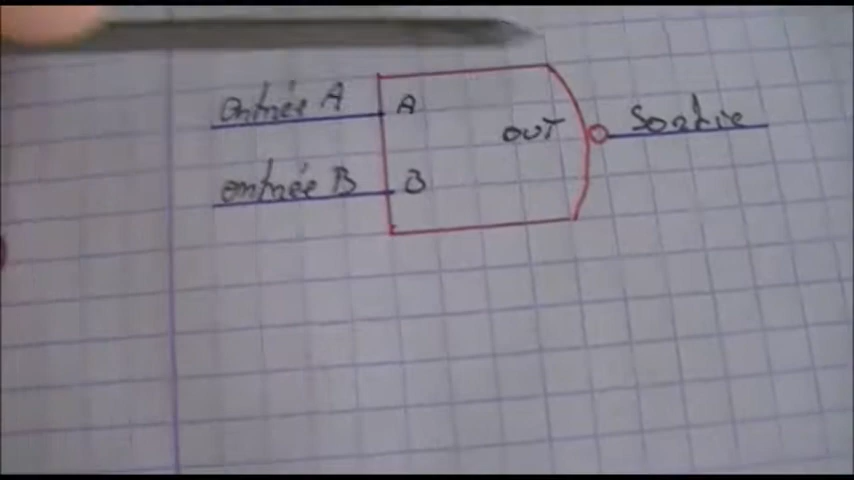 entrée A
A
OUT
Sortie
entrée B
B